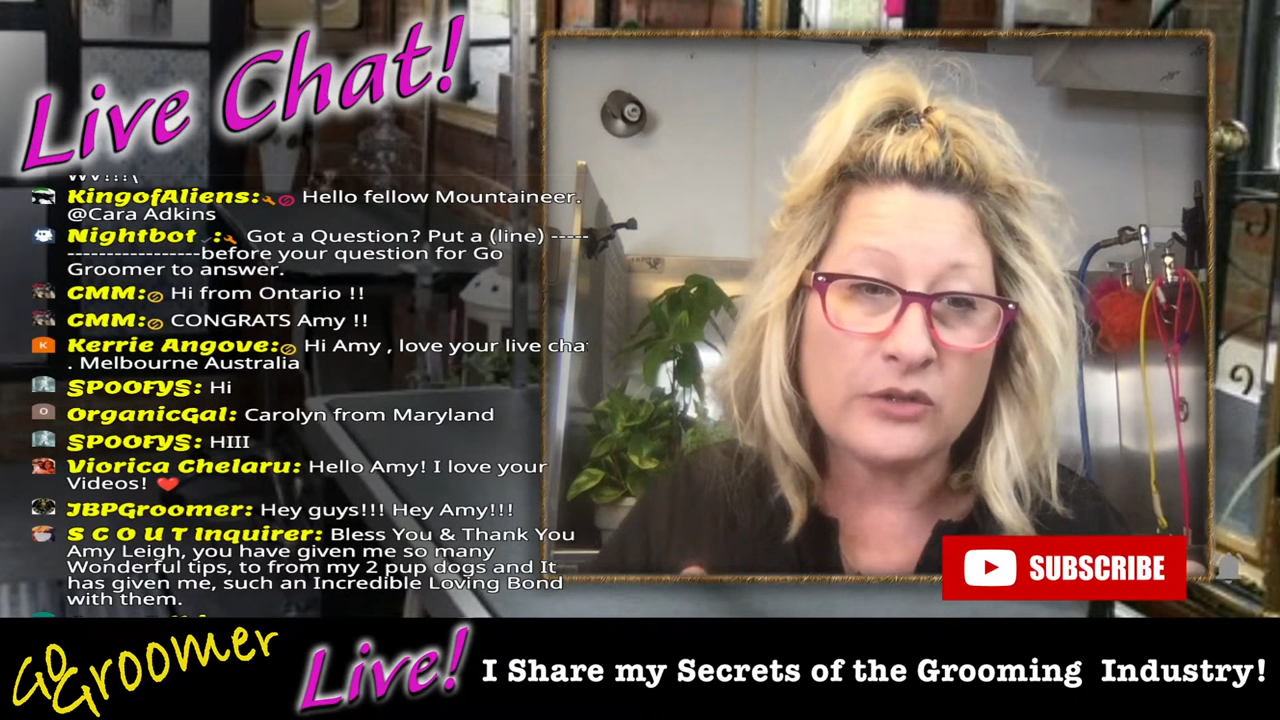 Live Chat!
KingofAliens: Hello fellow Mountaineer.
@Cara Adkins
Nightbot : Got a Question? Put a (line) -----
-----------------before your question for Go
Groomer to answer.
CMM: Hi from Ontario !!
CMM: CONGRATS Amy !!
K Kerrie Angove: Hi Amy , love your live cha
. Melbourne Australia
SPOOFYS: Hi
O OrganicGal: Carolyn from Maryland
SPOOFYS: HIII
Viorica Chelaru: Hello Amy! I love your
Videos! ❤️
JBPGroomer: Hey guys!!! Hey Amy!!!
S C O U T Inquirer: Bless You & Thank You
Amy Leigh, you have given me so many
Wonderful tips, to from my 2 pup dogs and It
has given me, such an Incredible Loving Bond
with them.
SUBSCRIBE
Go Groomer Live! I Share my Secrets of the Grooming Industry!